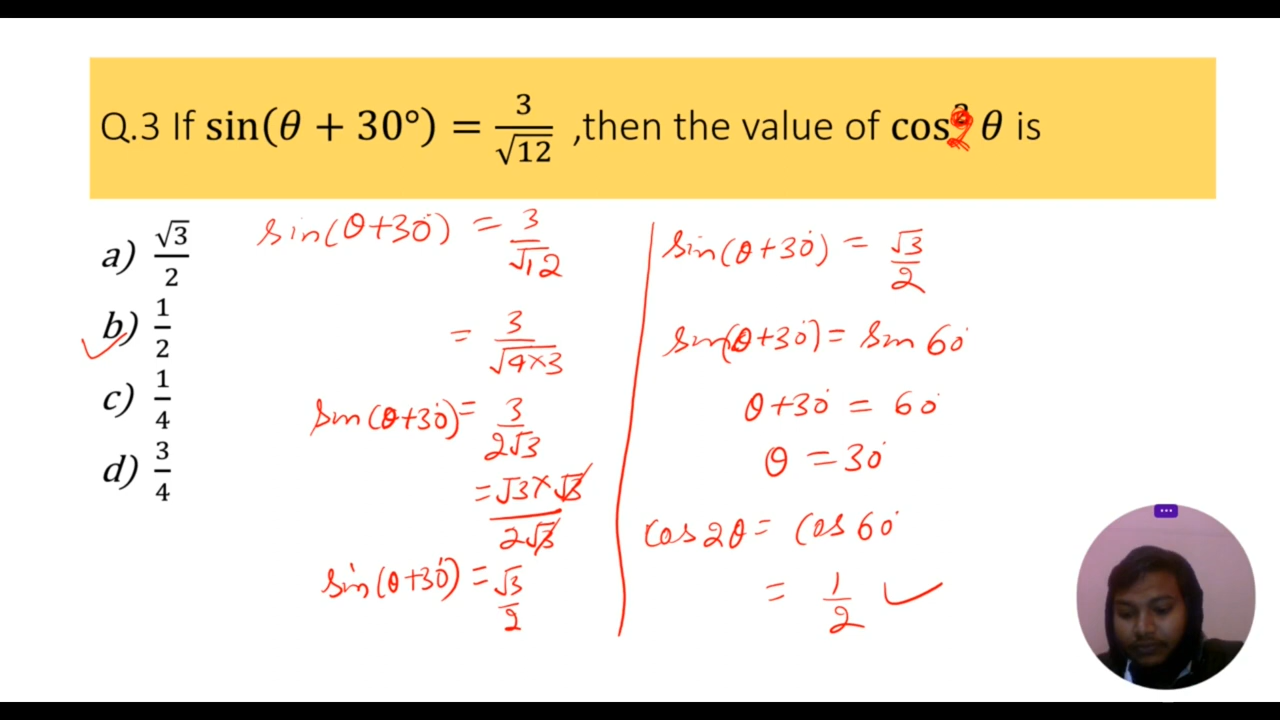 Q.3 If sin(θ + 30°) = 3/√12 ,then the value of cos2 θ is
a) √3/2
b) 1/2
c) 1/4
d) 3/4
sin(θ+30°) = 3/√12
= 3/√4×3
sin(θ+30°) = 3/2√3
= √3×√3/2√3
sin(θ+30°) = √3/2
sin(θ+30°) = √3/2
sin(θ+30°) = sin 60°
θ+30° = 60°
θ = 30°
cos2θ = cos 60°
= 1/2